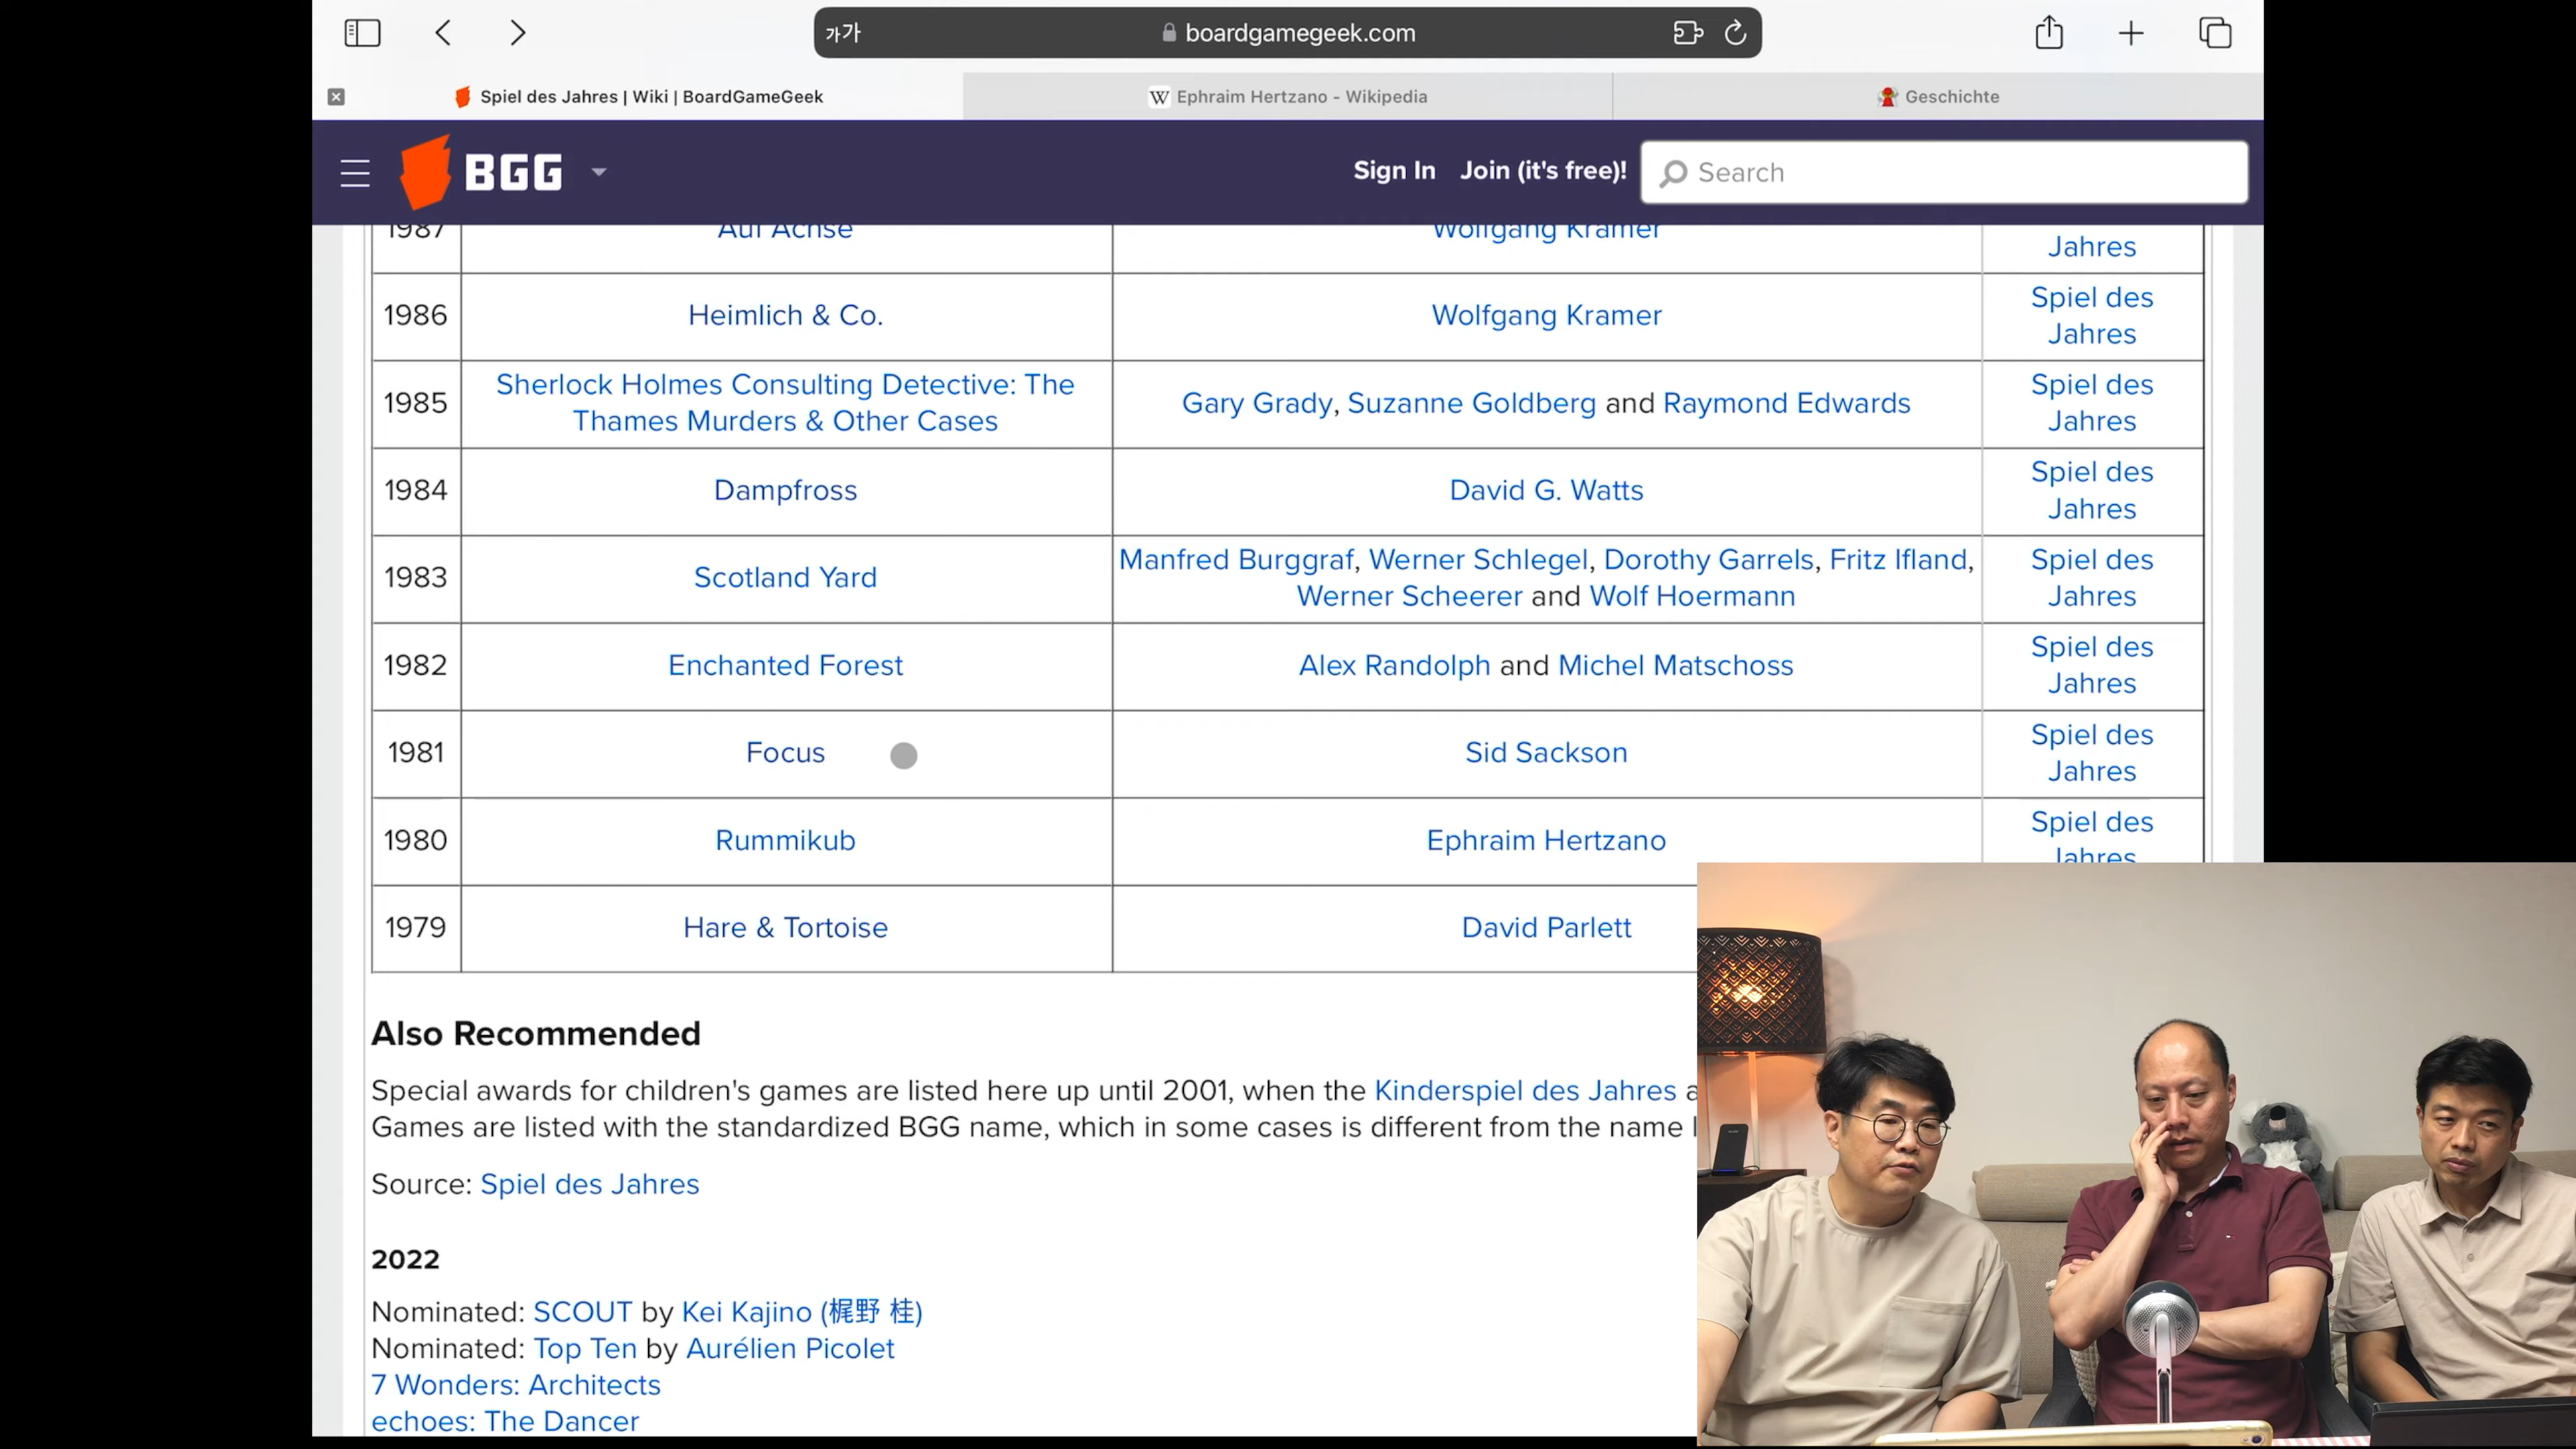 가가
boardgamegeek.com
Spiel des Jahres | Wiki | BoardGameGeek
Ephraim Hertzano - Wikipedia
Geschichte
BGG
Sign In
Join (it's free)!
Search
1987
Auf Achse
Wolfgang Kramer
Jahres
1986
Heimlich & Co.
Wolfgang Kramer
Spiel des
Jahres
1985
Sherlock Holmes Consulting Detective: The
Thames Murders & Other Cases
Gary Grady, Suzanne Goldberg and Raymond Edwards
Spiel des
Jahres
1984
Dampfross
David G. Watts
Spiel des
Jahres
1983
Scotland Yard
Manfred Burggraf, Werner Schlegel, Dorothy Garrels, Fritz Ifland,
Werner Scheerer and Wolf Hoermann
Spiel des
Jahres
1982
Enchanted Forest
Alex Randolph and Michel Matschoss
Spiel des
Jahres
1981
Focus
Sid Sackson
Spiel des
Jahres
1980
Rummikub
Ephraim Hertzano
Spiel des
Jahres
1979
Hare & Tortoise
David Parlett
Also Recommended
Special awards for children's games are listed here up until 2001, when the Kinderspiel des Jahres
Games are listed with the standardized BGG name, which in some cases is different from the name
Source: Spiel des Jahres
2022
Nominated: SCOUT by Kei Kajino (梶野 桂)
Nominated: Top Ten by Aurélien Picolet
7 Wonders: Architects
echoes: The Dancer